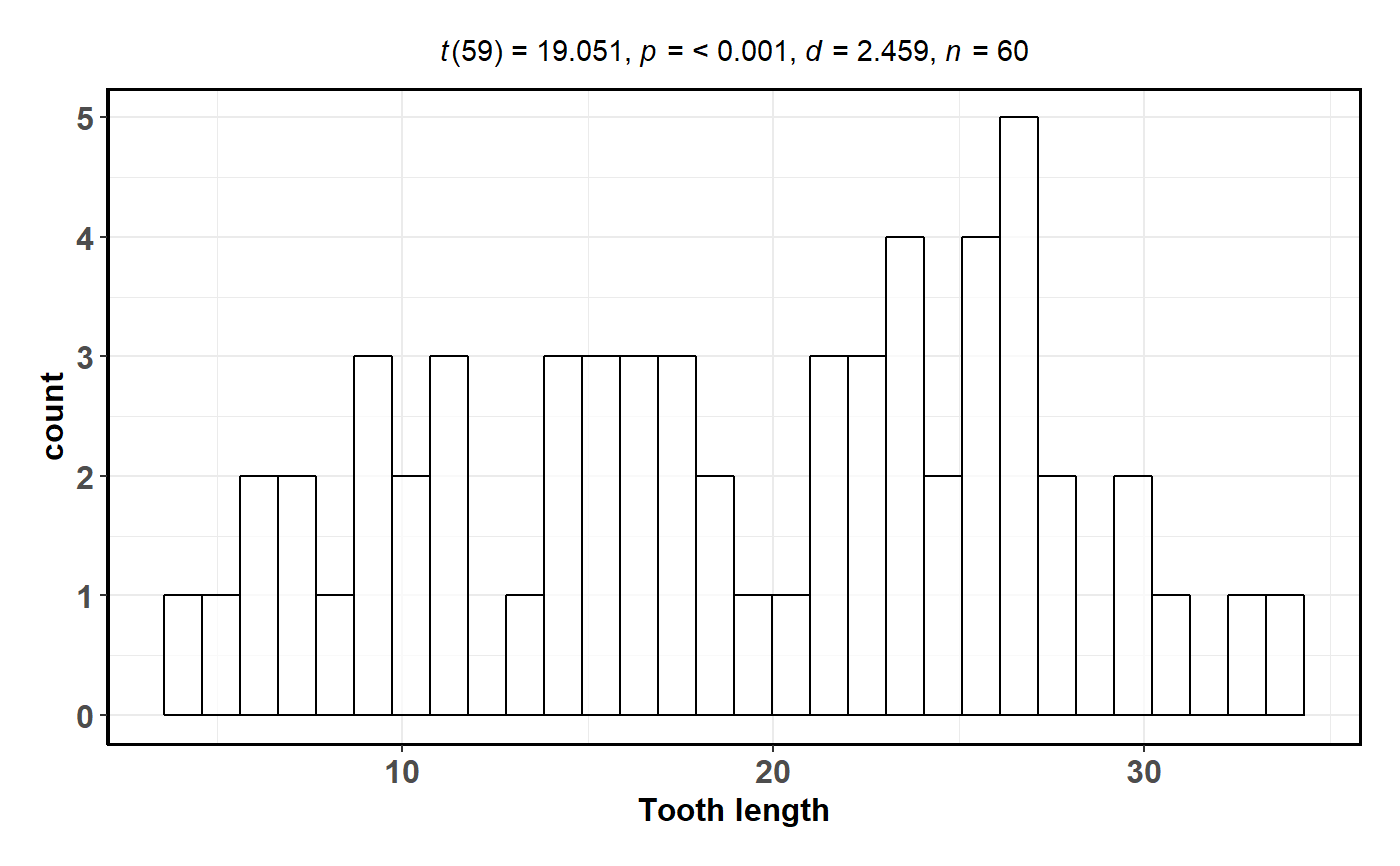 t(59) = 19.051, p = < 0.001, d = 2.459, n = 60
5
4
3
2
1
0
count
10 20 30
Tooth length